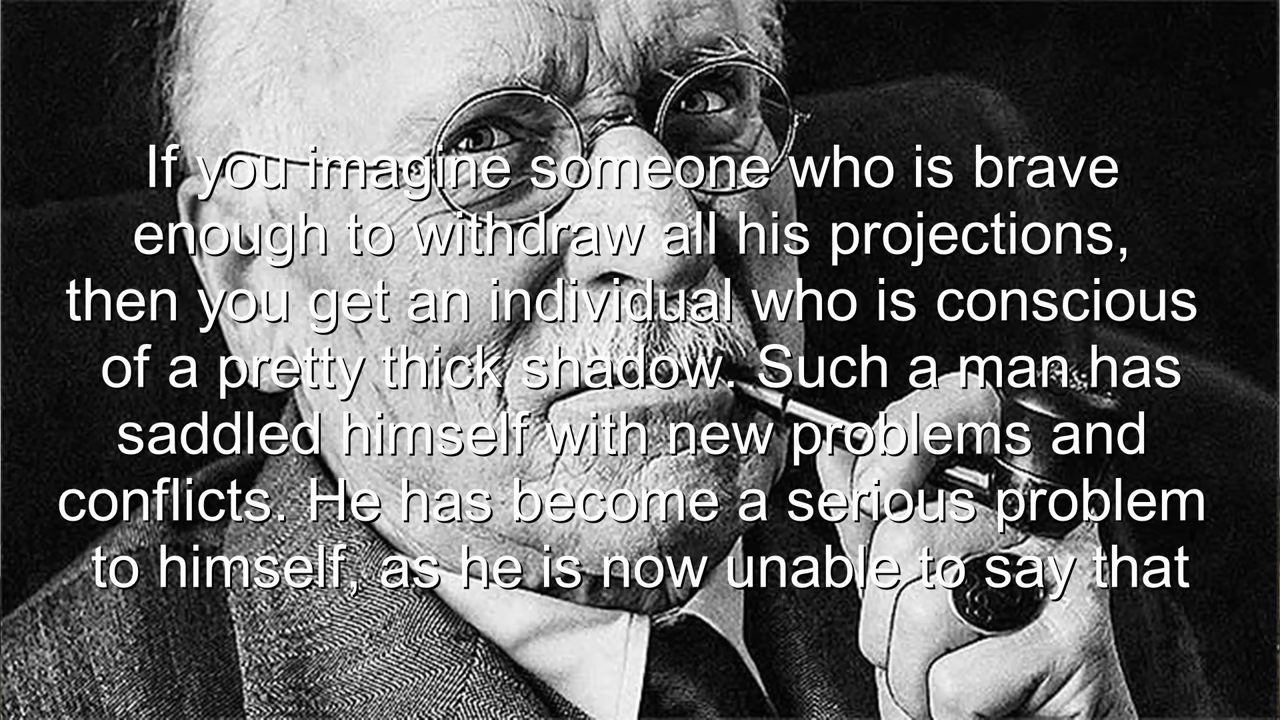 If you imagine someone who is brave
enough to withdraw all his projections,
then you get an individual who is conscious
of a pretty thick shadow. Such a man has
saddled himself with new problems and
conflicts. He has become a serious problem
to himself, as he is now unable to say that